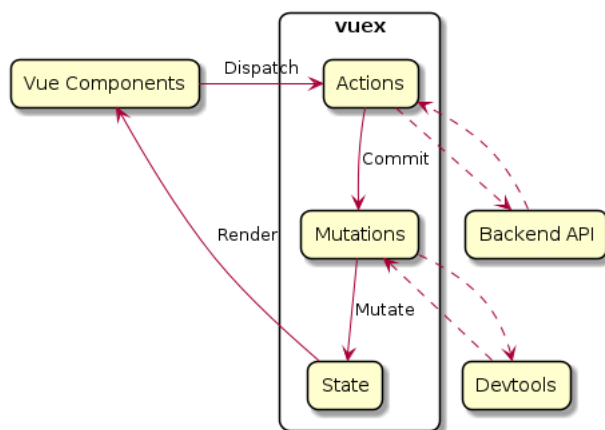 vuex
Vue Components
Dispatch
Actions
Commit
Render
Mutations
Backend API
Mutate
State
Devtools